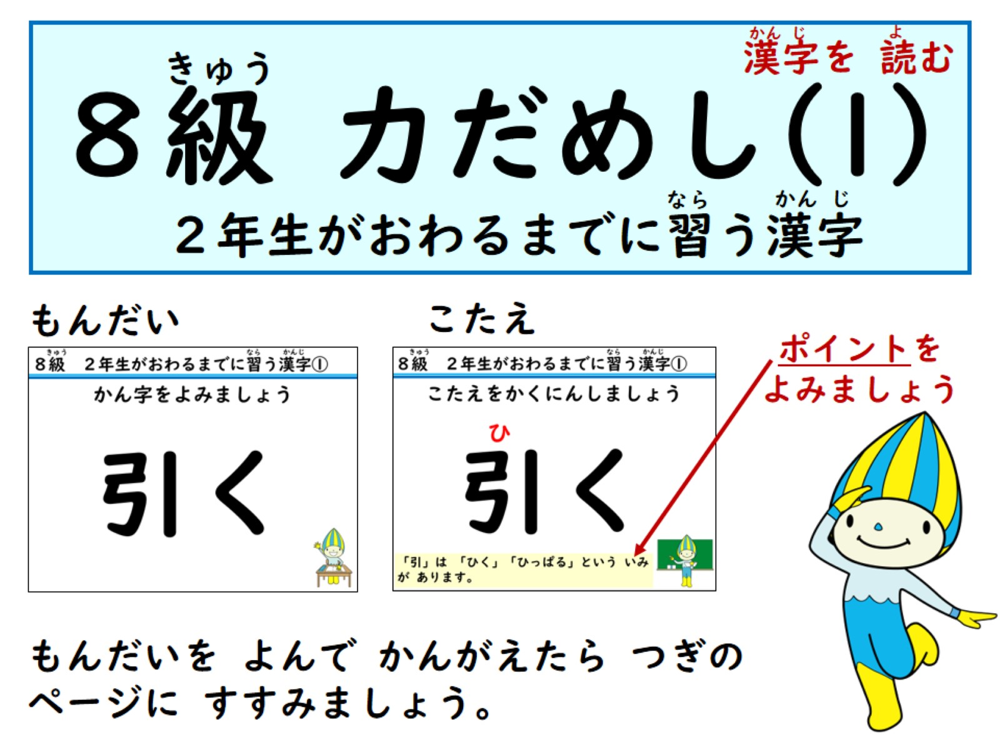 漢字を 読む
かん じ よ
きゅう
8級 力だめし(1)
なら かん じ
2年生がおわるまでに習う漢字
もんだい
きゅう なら かんじ
8級 2年生がおわるまでに習う漢字①
かん字をよみましょう
引く
こたえ
きゅう なら かんじ
8級 2年生がおわるまでに習う漢字①
こたえをかくにんしましょう
ひ
引く
「引」は 「ひく」「ひっぱる」という いみ
が あります。
ポイントを
よみましょう
もんだいを よんで かんがえたら つぎの
ページに すすみましょう。